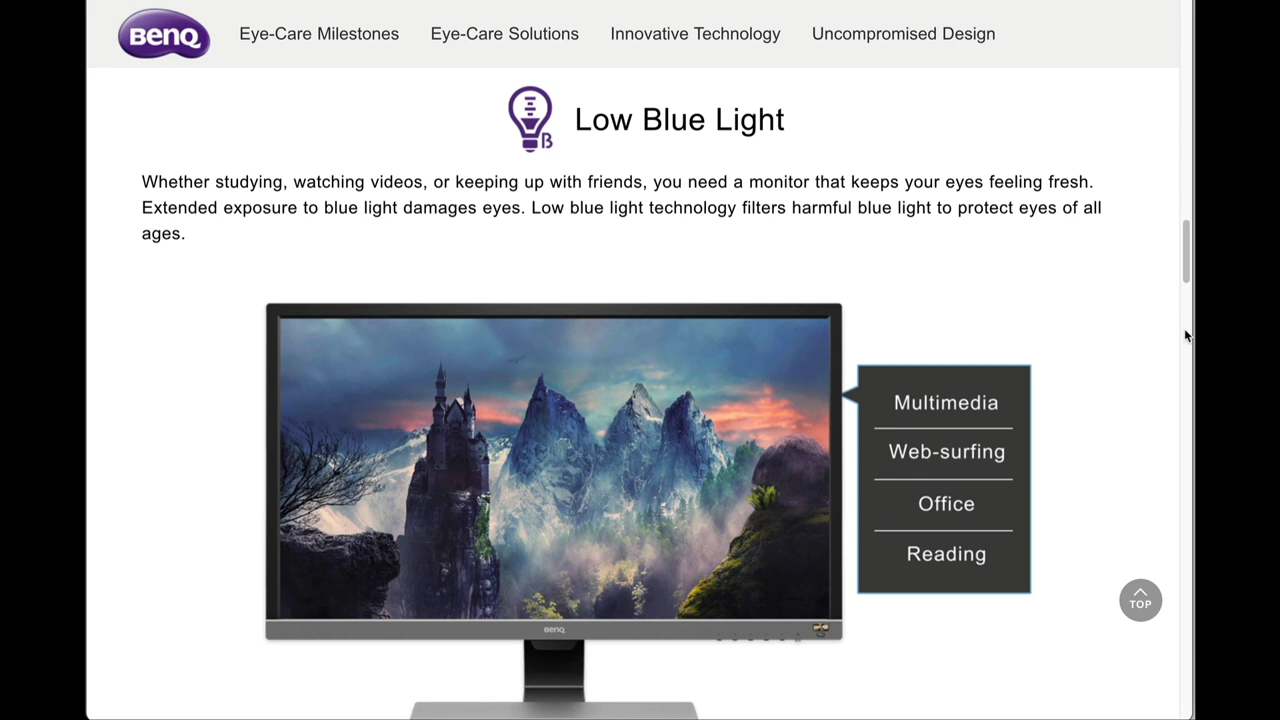 BenQ
Eye-Care Milestones
Eye-Care Solutions
Innovative Technology
Uncompromised Design
B
Low Blue Light
Whether studying, watching videos, or keeping up with friends, you need a monitor that keeps your eyes feeling fresh.
Extended exposure to blue light damages eyes. Low blue light technology filters harmful blue light to protect eyes of all
ages.
Multimedia
Web-surfing
Office
Reading
TOP
BenQ